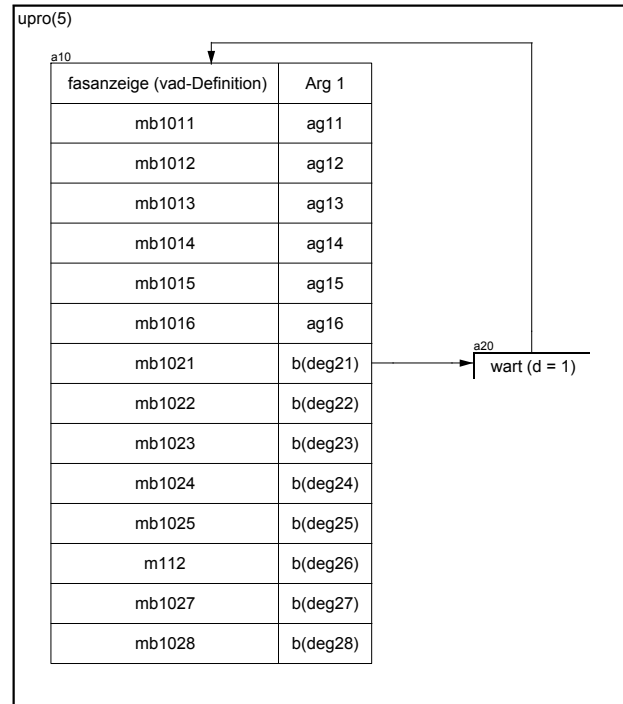 upro(5)
a10
fasanzeige (vad-Definition) Arg 1
mb1011 ag11
mb1012 ag12
mb1013 ag13
mb1014 ag14
mb1015 ag15
mb1016 ag16
mb1021 b(deg21)
mb1022 b(deg22)
mb1023 b(deg23)
mb1024 b(deg24)
mb1025 b(deg25)
m112 b(deg26)
mb1027 b(deg27)
mb1028 b(deg28)
a20
wart (d = 1)